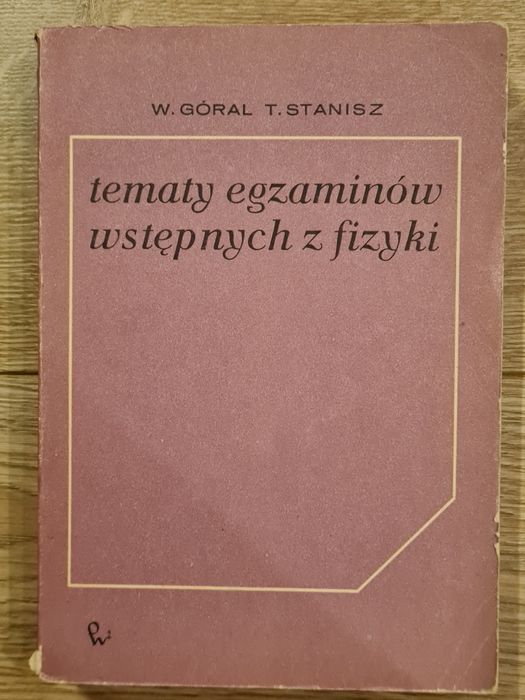 W. GÓRAL T. STANISZ
tematy egzaminów
wstępnych z fizyki